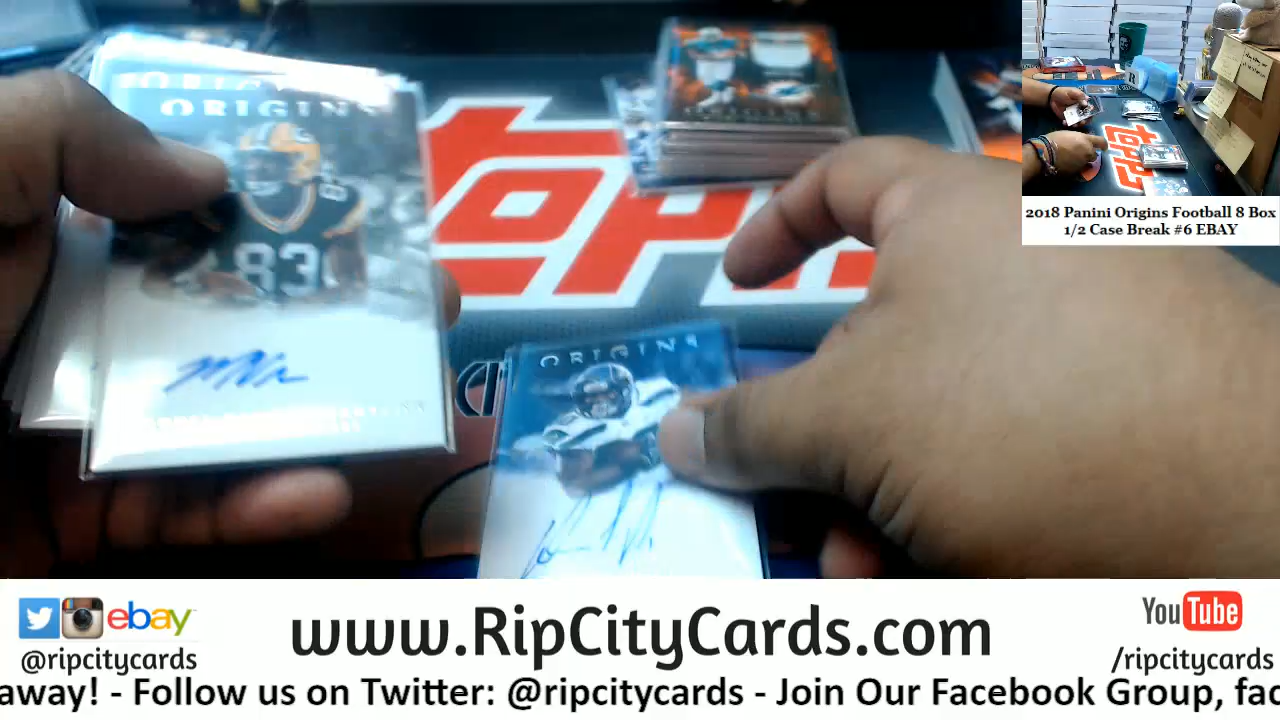 ORIGINS
83
ORIGINS
topps
2018 Panini Origins Football 8 Box
1/2 Case Break #6 EBAY
ebay
@ripcitycards
www.RipCityCards.com
YouTube
/ripcitycards
away! - Follow us on Twitter: @ripcitycards - Join Our Facebook Group, fac